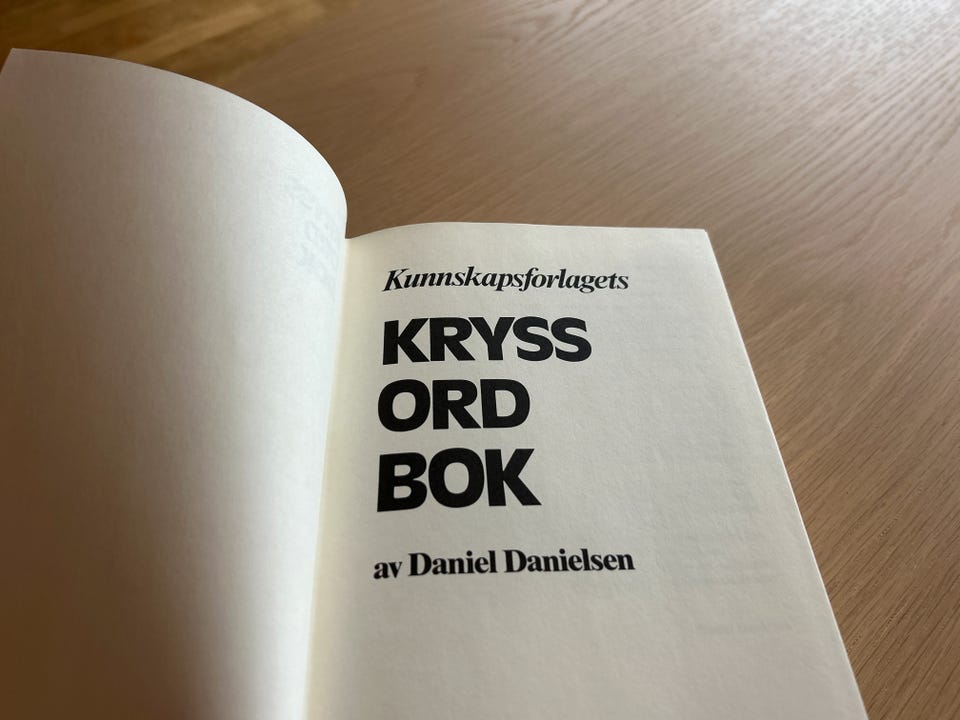 Kunnskapsforlagets
KRYSS
ORD
BOK
av Daniel Danielsen